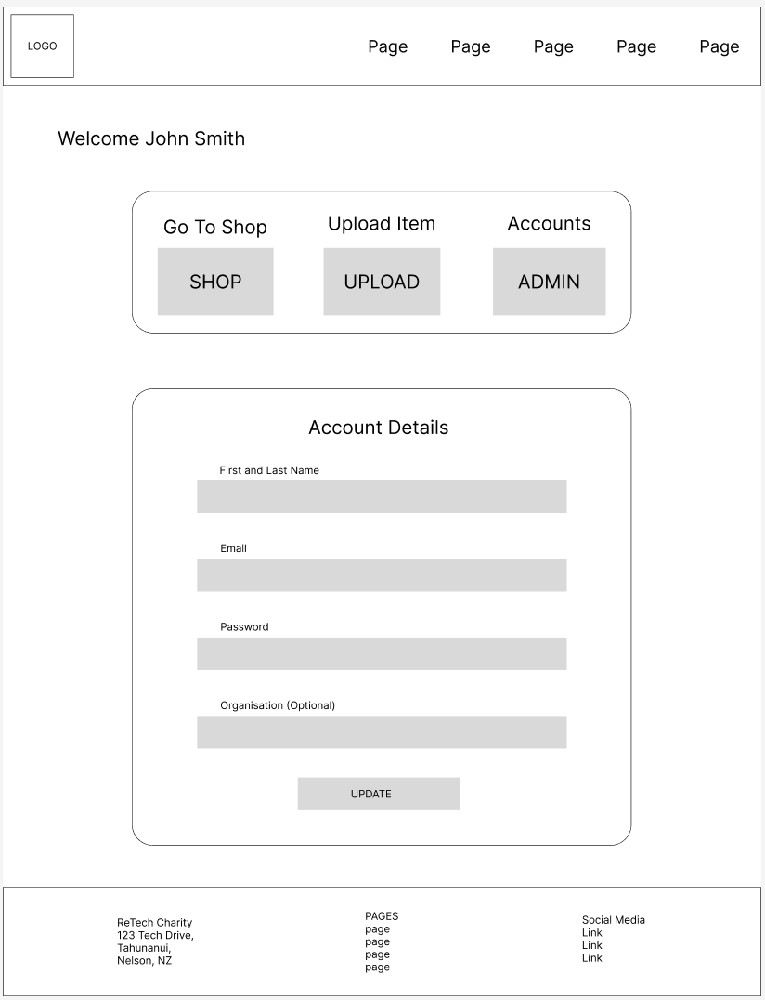 LOGO
Page Page Page Page Page
Welcome John Smith
Go To Shop
Upload Item
Accounts
SHOP
UPLOAD
ADMIN
Account Details
First and Last Name
Email
Password
Organisation (Optional)
UPDATE
ReTech Charity
123 Tech Drive,
Tahunanui,
Nelson, NZ
PAGES
page
page
page
page
Social Media
Link
Link
Link